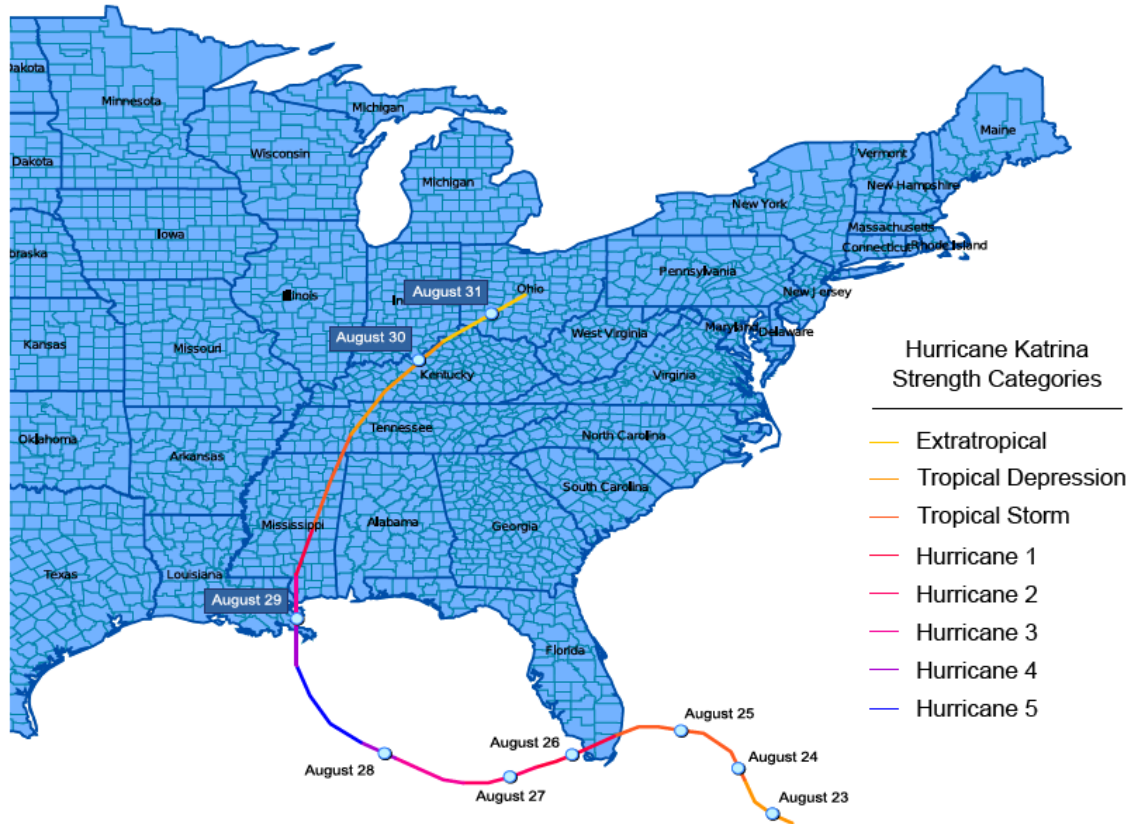 Dakota
Minnesota
Michigan
Maine
Dakota
Wisconsin
Michigan
Vermont
New Hampshire
New York
Iowa
Massachusetts
Connecticut
Rhode Island
braska
Pennsylvania
August 31
Ohio
New Jersey
Illinois
In
August 30
West Virginia
Maryland
Delaware
Kansas
Missouri
Kentucky
Virginia
Hurricane Katrina
Strength Categories
Tennessee
North Carolina
Oklahoma
Arkansas
South Carolina
Mississippi
Alabama
Georgia
Texas
Louisiana
August 29
Florida
August 25
August 26
August 24
August 28
August 27
August 23
Extratropical
Tropical Depression
Tropical Storm
Hurricane 1
Hurricane 2
Hurricane 3
Hurricane 4
Hurricane 5